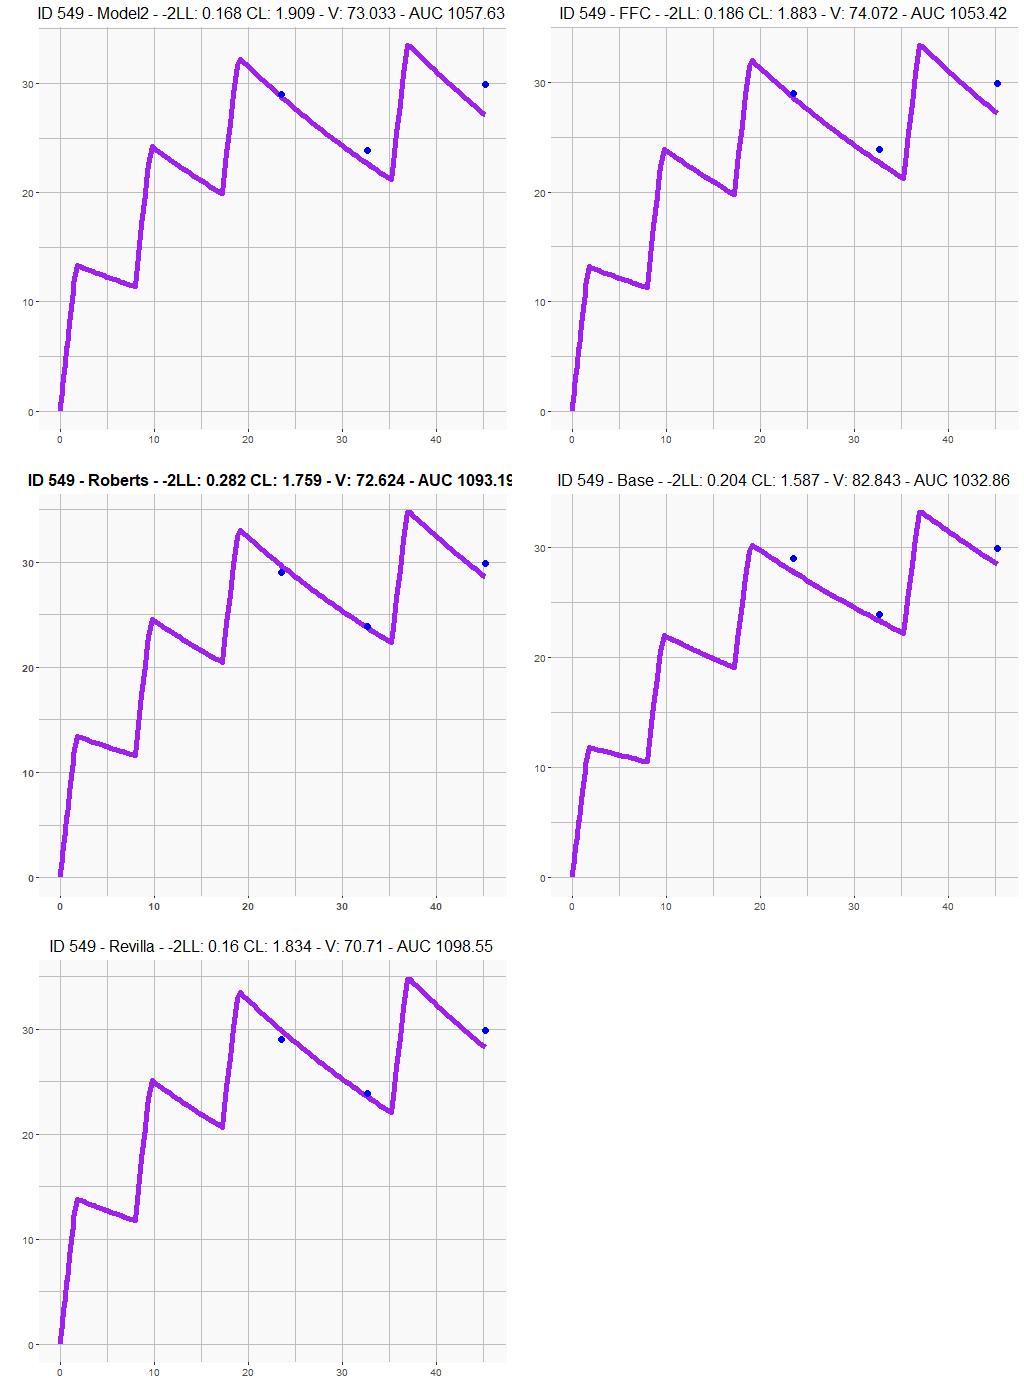 ID 549 - Model2 - -2LL: 0.168 CL: 1.909 - V: 73.033 - AUC 1057.63
30
20
10
0
0 10 20 30 40
ID 549 - FFC - -2LL: 0.186 CL: 1.883 - V: 74.072 - AUC 1053.42
30
20
10
0
0 10 20 30 40
ID 549 - Roberts - -2LL: 0.282 CL: 1.759 - V: 72.624 - AUC 1093.19
30
20
10
0
0 10 20 30 40
ID 549 - Base - -2LL: 0.204 CL: 1.587 - V: 82.843 - AUC 1032.86
30
20
10
0
0 10 20 30 40
ID 549 - Revilla - -2LL: 0.16 CL: 1.834 - V: 70.71 - AUC 1098.55
30
20
10
0
0 10 20 30 40